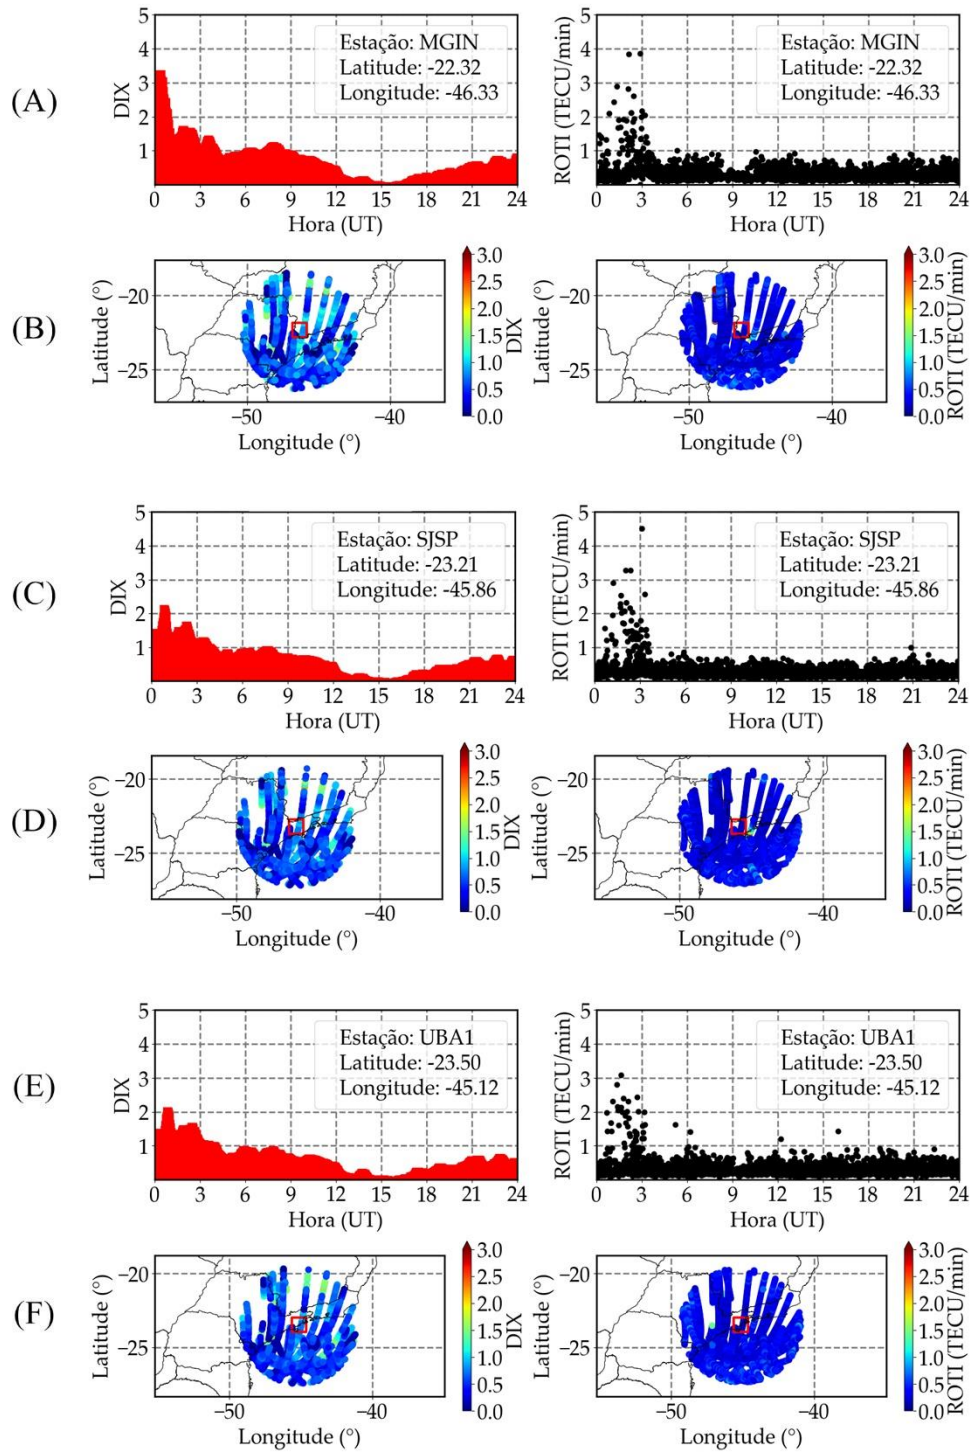 (A)
5
4
3
2
1
DIX
Estação: MGIN
Latitude: -22.32
Longitude: -46.33
0 3 6 9 12 15 18 21 24
Hora (UT)
5
4
3
2
1
ROTI (TECU/min)
Estação: MGIN
Latitude: -22.32
Longitude: -46.33
0 3 6 9 12 15 18 21 24
Hora (UT)
(B)
Latitude (°)
−20
−25
−50 −40
Longitude (°)
3.0
2.5
2.0
1.5
1.0
0.5
0.0
DIX
Latitude (°)
−20
−25
−50 −40
Longitude (°)
3.0
2.5
2.0
1.5
1.0
0.5
0.0
ROTI (TECU/min)
(C)
5
4
3
2
1
DIX
Estação: SJSP
Latitude: -23.21
Longitude: -45.86
0 3 6 9 12 15 18 21 24
Hora (UT)
5
4
3
2
1
ROTI (TECU/min)
Estação: SJSP
Latitude: -23.21
Longitude: -45.86
0 3 6 9 12 15 18 21 24
Hora (UT)
(D)
Latitude (°)
−20
−25
−50 −40
Longitude (°)
3.0
2.5
2.0
1.5
1.0
0.5
0.0
DIX
Latitude (°)
−20
−25
−50 −40
Longitude (°)
3.0
2.5
2.0
1.5
1.0
0.5
0.0
ROTI (TECU/min)
(E)
5
4
3
2
1
DIX
Estação: UBA1
Latitude: -23.50
Longitude: -45.12
0 3 6 9 12 15 18 21 24
Hora (UT)
5
4
3
2
1
ROTI (TECU/min)
Estação: UBA1
Latitude: -23.50
Longitude: -45.12
0 3 6 9 12 15 18 21 24
Hora (UT)
(F)
Latitude (°)
−20
−25
−50 −40
Longitude (°)
3.0
2.5
2.0
1.5
1.0
0.5
0.0
DIX
Latitude (°)
−20
−25
−50 −40
Longitude (°)
3.0
2.5
2.0
1.5
1.0
0.5
0.0
ROTI (TECU/min)